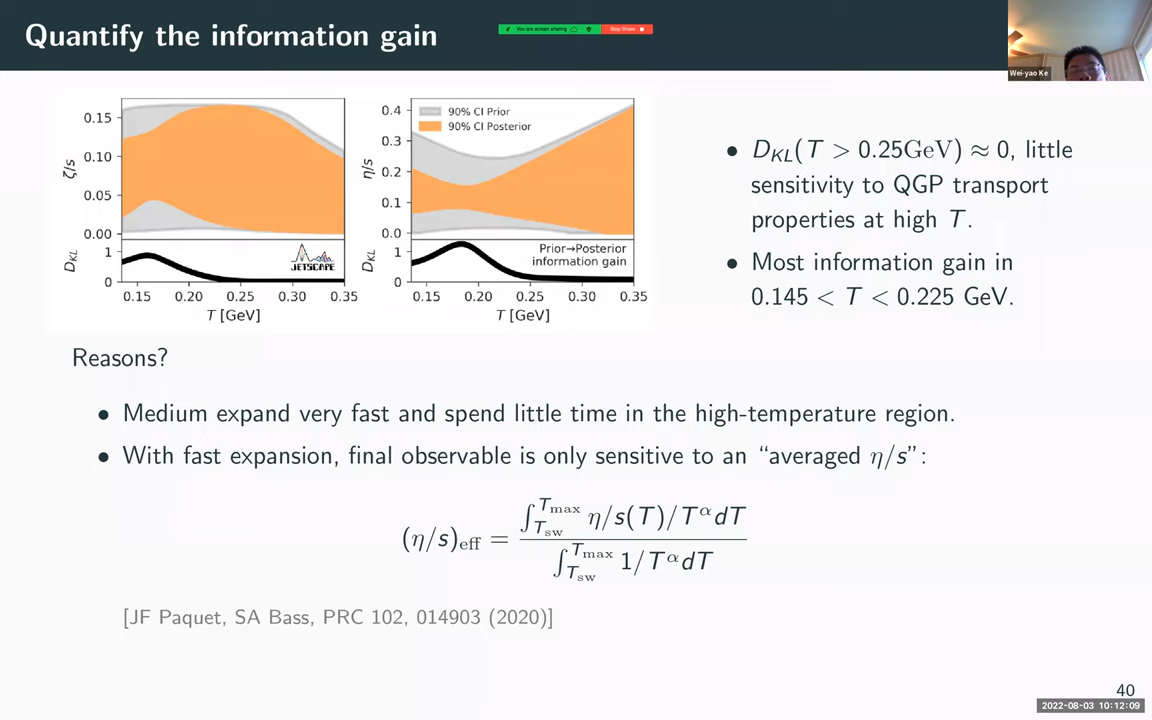 Quantify the information gain
You are screen sharing
Stop Share
Wei-yao Ke
ζ/s
0.15
0.10
0.05
0.00
D_KL
1
0
JETSCAPE
0.15 0.20 0.25 0.30 0.35
T [GeV]
η/s
0.4
0.3
0.2
0.1
0.0
90% CI Prior
90% CI Posterior
D_KL
1
0
Prior→Posterior
information gain
0.15 0.20 0.25 0.30 0.35
T [GeV]
• D_KL(T > 0.25GeV) ≈ 0, little
sensitivity to QGP transport
properties at high T.
• Most information gain in
0.145 < T < 0.225 GeV.
Reasons?
• Medium expand very fast and spend little time in the high-temperature region.
• With fast expansion, final observable is only sensitive to an “averaged η/s”:
(η/s)_eff = ∫_{T_sw}^{T_max} η/s(T)/T^α dT / ∫_{T_sw}^{T_max} 1/T^α dT
[JF Paquet, SA Bass, PRC 102, 014903 (2020)]
40
2022-08-03 10:12:09